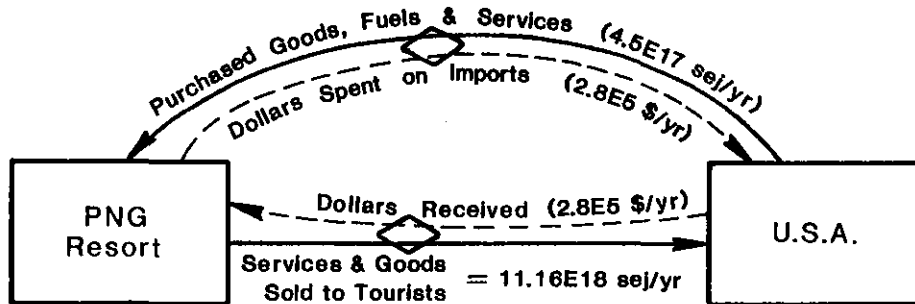 Purchased Goods, Fuels & Services (4.5E17 sej/yr)
Dollars Spent on Imports (2.8E5 $/yr)
PNG
Resort
U.S.A.
Dollars Received (2.8E5 $/yr)
Services & Goods
Sold to Tourists = 11.16E18 sej/yr